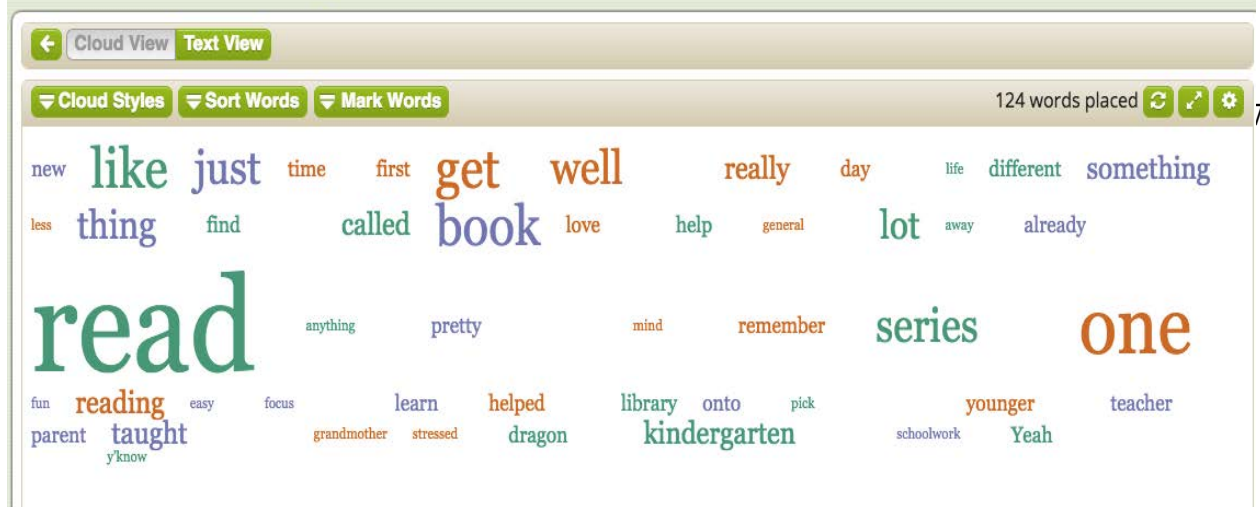 Cloud View Text View
Cloud Styles Sort Words Mark Words 124 words placed
new like just time first get well really day life different something
less thing find called book love help general lot away already
read anything pretty mind remember series one
fun reading easy focus learn helped library onto pick younger teacher
parent taught grandmother stressed dragon kindergarten schoolwork Yeah
y'know